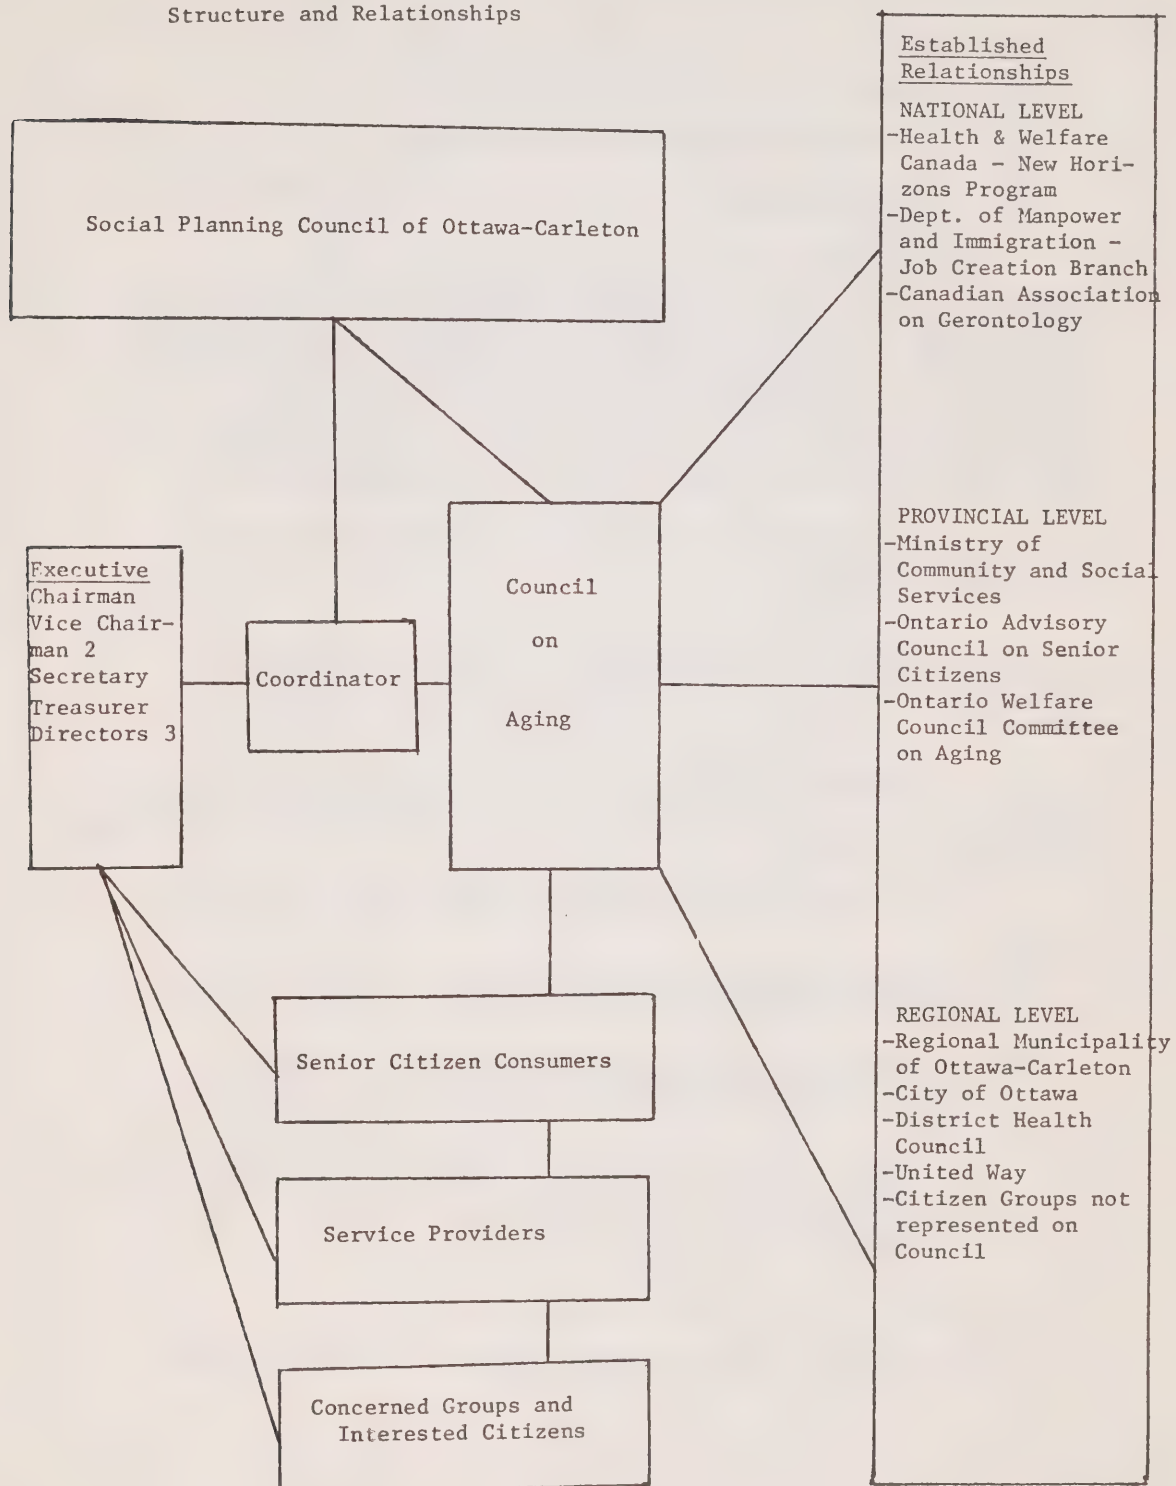 Structure and Relationships
Social Planning Council of Ottawa-Carleton
Executive
Chairman
Vice Chair-
man 2
Secretary
Treasurer
Directors 3
Coordinator
Council
on
Aging
Senior Citizen Consumers
Service Providers
Concerned Groups and
Interested Citizens
Established
Relationships
NATIONAL LEVEL
-Health & Welfare
Canada - New Hori-
zons Program
-Dept. of Manpower
and Immigration -
Job Creation Branch
-Canadian Association
on Gerontology
PROVINCIAL LEVEL
-Ministry of
Community and Social
Services
-Ontario Advisory
Council on Senior
Citizens
-Ontario Welfare
Council Committee
on Aging
REGIONAL LEVEL
-Regional Municipality
of Ottawa-Carleton
-City of Ottawa
-District Health
Council
-United Way
-Citizen Groups not
represented on
Council